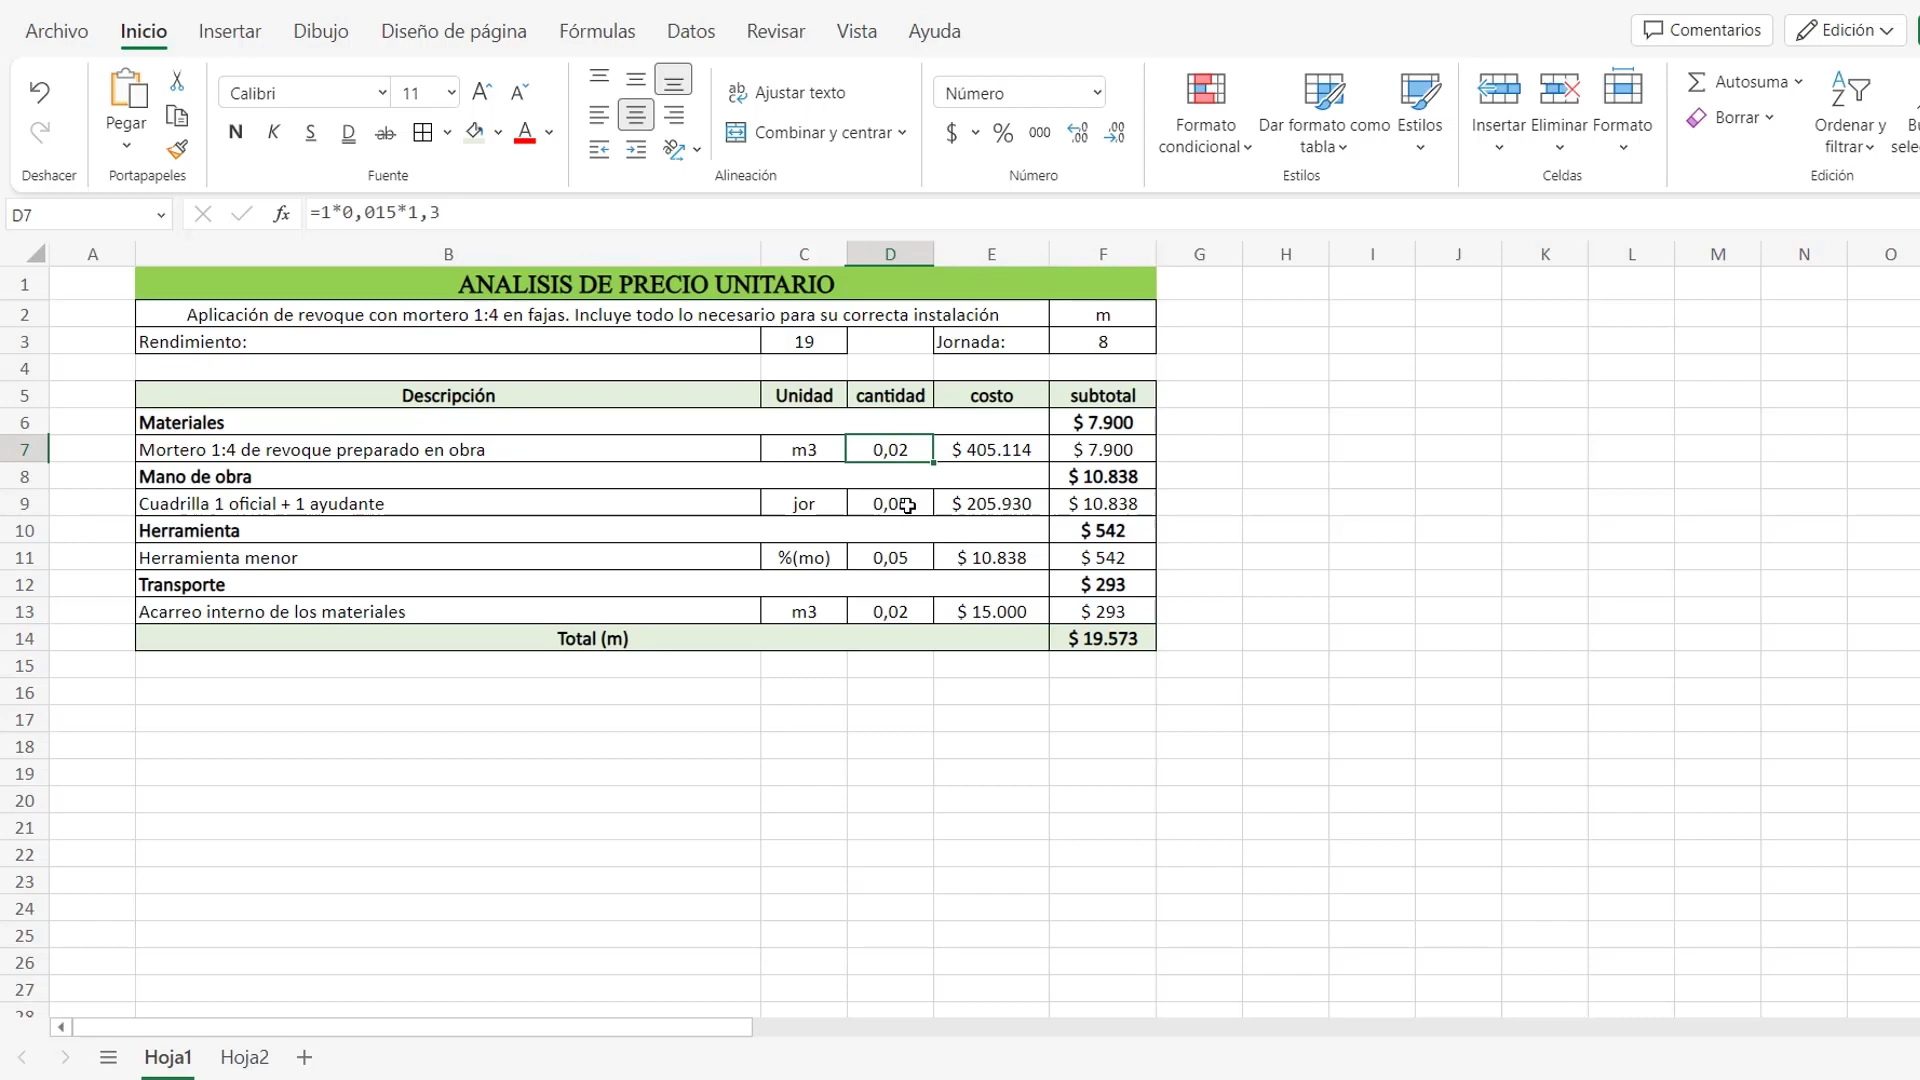 Archivo Inicio Insertar Dibujo Diseño de página Fórmulas Datos Revisar Vista Ayuda Comentarios Edición
Calibri 11 Ajustar texto Número Autosuma
Pegar Formato condicional Dar formato como tabla Estilos Insertar Eliminar Formato Borrar Ordenar y filtrar
N K S D ab Combinar y centrar $ % 000
Deshacer Portapapeles Fuente Alineación Número Estilos Celdas Edición
D7 fx =1*0,015*1,3
A B C D E F G H I J K L M N O
1 ANALISIS DE PRECIO UNITARIO
2 Aplicación de revoque con mortero 1:4 en fajas. Incluye todo lo necesario para su correcta instalación m
3 Rendimiento: 19 Jornada: 8
4
5 Descripción Unidad cantidad costo subtotal
6 Materiales $ 7.900
7 Mortero 1:4 de revoque preparado en obra m3 0,02 $ 405.114 $ 7.900
8 Mano de obra $ 10.838
9 Cuadrilla 1 oficial + 1 ayudante jor $ 205.930 $ 10.838
10 Herramienta $ 542
11 Herramienta menor %(mo) 0,05 $ 10.838 $ 542
12 Transporte $ 293
13 Acarreo interno de los materiales m3 0,02 $ 15.000 $ 293
14 Total (m) $ 19.573
15
16
17
18
19
20
21
22
23
24
25
26
27
Hoja1 Hoja2